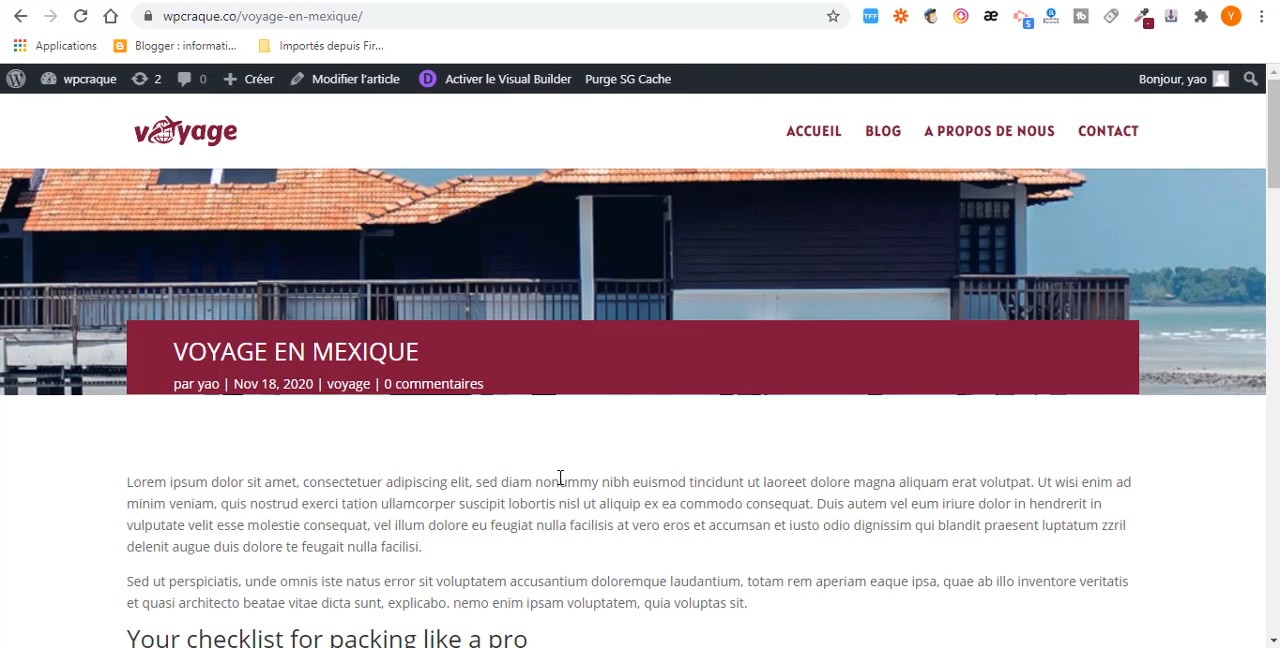 wpcraque.co/voyage-en-mexique/
TFF
5
a
tb
Y
Applications
Blogger : informati...
Importés depuis Fir...
wpcraque
2
0
Créer
Modifier l'article
D
Activer le Visual Builder
Purge SG Cache
Bonjour, yao
voyage
ACCUEIL
BLOG
A PROPOS DE NOUS
CONTACT
VOYAGE EN MEXIQUE
par yao | Nov 18, 2020 | voyage | 0 commentaires
Lorem ipsum dolor sit amet, consectetuer adipiscing elit, sed diam nonummy nibh euismod tincidunt ut laoreet dolore magna aliquam erat volutpat. Ut wisi enim ad
minim veniam, quis nostrud exerci tation ullamcorper suscipit lobortis nisl ut aliquip ex ea commodo consequat. Duis autem vel eum iriure dolor in hendrerit in
vulputate velit esse molestie consequat, vel illum dolore eu feugiat nulla facilisis at vero eros et accumsan et iusto odio dignissim qui blandit praesent luptatum zzril
delenit augue duis dolore te feugait nulla facilisi.
Sed ut perspiciatis, unde omnis iste natus error sit voluptatem accusantium doloremque laudantium, totam rem aperiam eaque ipsa, quae ab illo inventore veritatis
et quasi architecto beatae vitae dicta sunt, explicabo. nemo enim ipsam voluptatem, quia voluptas sit.
Your checklist for packing like a pro